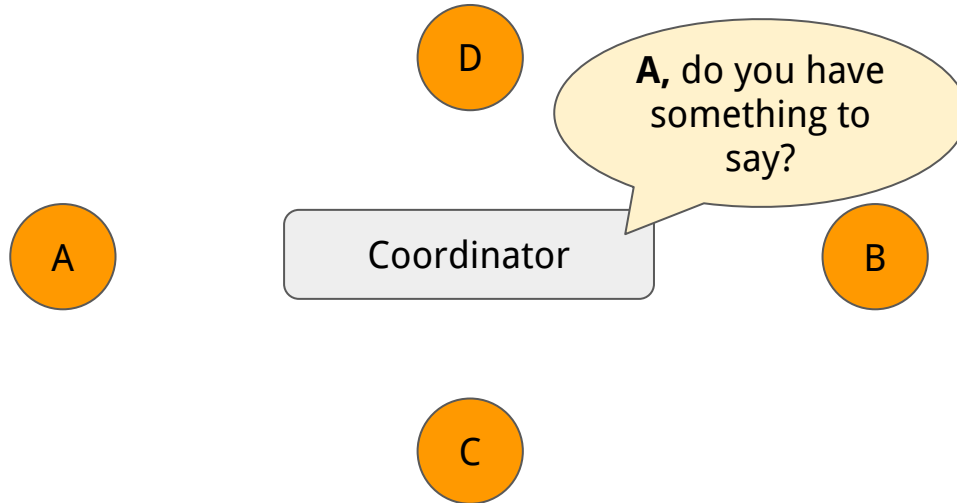 D
A, do you have
something to
say?
A
Coordinator
B
C